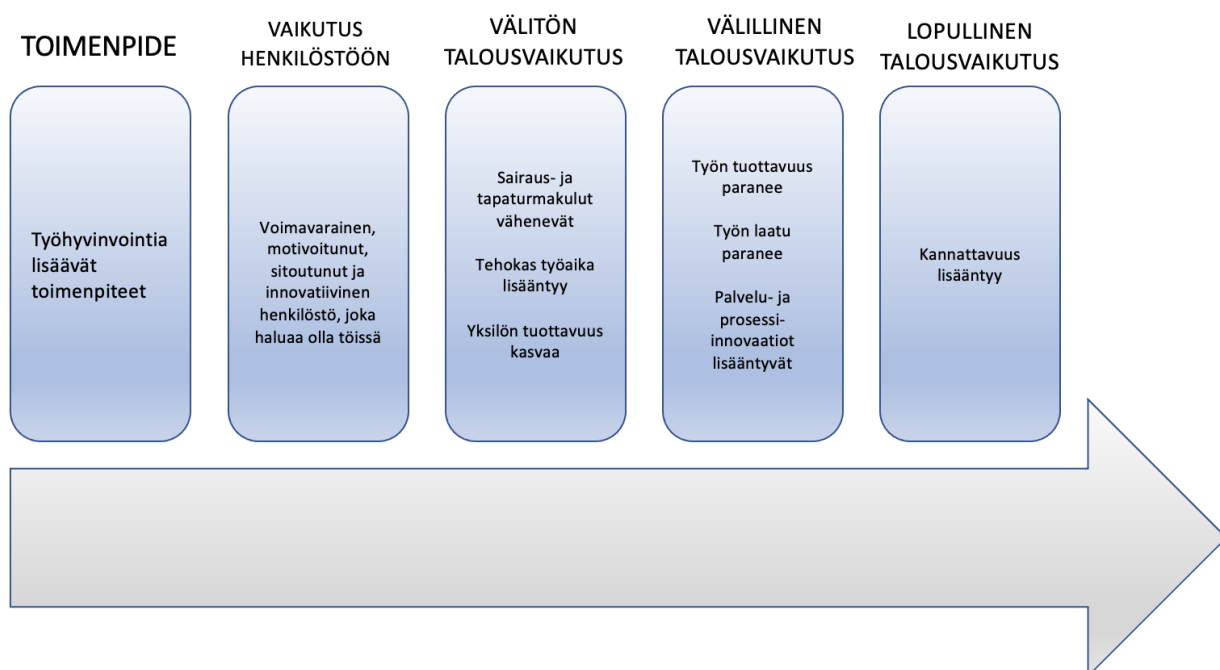 TOIMENPIDE
VAIKUTUS
HENKILÖSTÖÖN
VÄLITÖN
TALOUSVAIKUTUS
VÄLILLINEN
TALOUSVAIKUTUS
LOPULLINEN
TALOUSVAIKUTUS
Työhyvinvointia
lisäävät
toimenpiteet
Voimavarainen,
motivoitunut,
sitoutunut ja
innovatiivinen
henkilöstö, joka
haluaa olla töissä
Sairaus- ja
tapaturmakulut
vähenevät
Tehokas työaika
lisääntyy
Yksilön tuottavuus
kasvaa
Työn tuottavuus
paranee
Työn laatu
paranee
Palvelu- ja
prosessi-
innovaatiot
lisääntyvät
Kannattavuus
lisääntyy